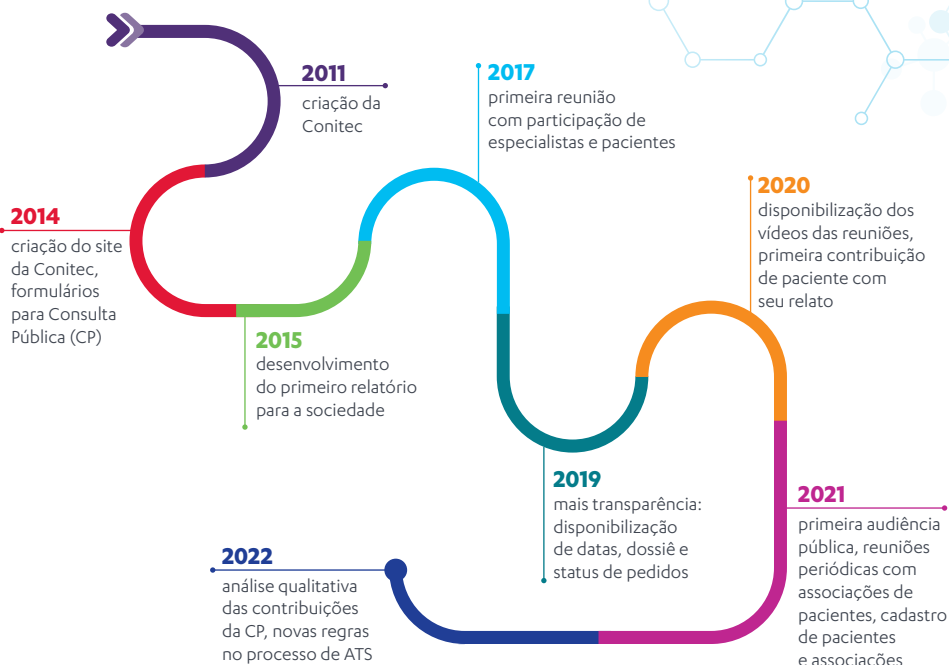 2011
criação da
Conitec
2014
criação do site
da Conitec,
formulários
para Consulta
Pública (CP)
2015
desenvolvimento
do primeiro relatório
para a sociedade
2017
primeira reunião
com participação de
especialistas e pacientes
2019
mais transparência:
disponibilização
de datas, dossiê e
status de pedidos
2020
disponibilização dos
vídeos das reuniões,
primeira contribuição
de paciente com
seu relato
2021
primeira audiência
pública, reuniões
periódicas com
associações de
pacientes, cadastro
de pacientes
e associações
2022
análise qualitativa
das contribuições
da CP, novas regras
no processo de ATS